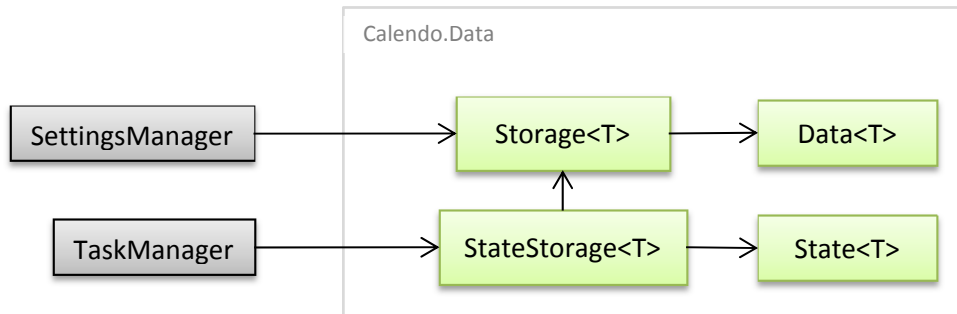 Calendo.Data
SettingsManager
Storage<T>
Data<T>
TaskManager
StateStorage<T>
State<T>